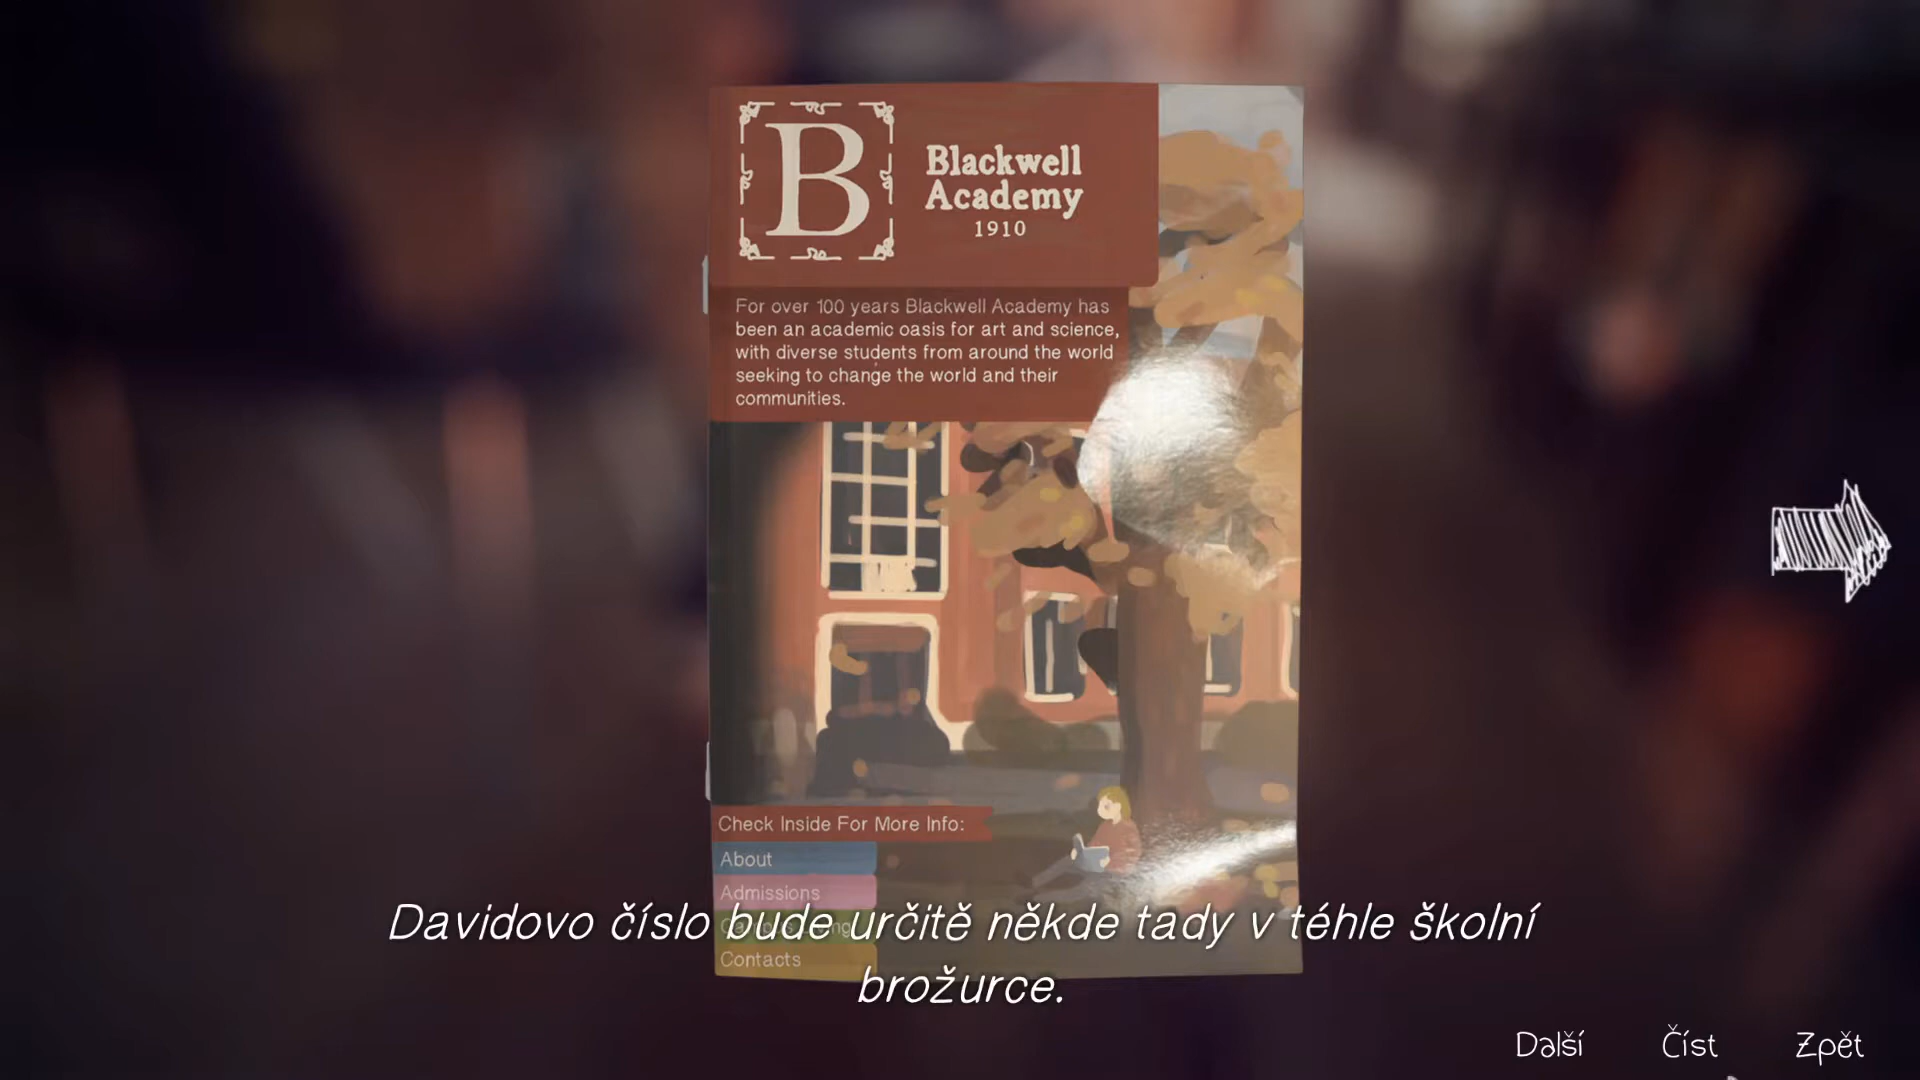 B
Blackwell
Academy
1910
For over 100 years Blackwell Academy has
been an academic oasis for art and science,
with diverse students from around the world
seeking to change the world and their
communities.
Check Inside For More Info:
About
Admissions
Davidovo číslo bude určitě někde tady v téhle školní
Contacts
brožurce.
Další
Číst
Zpět